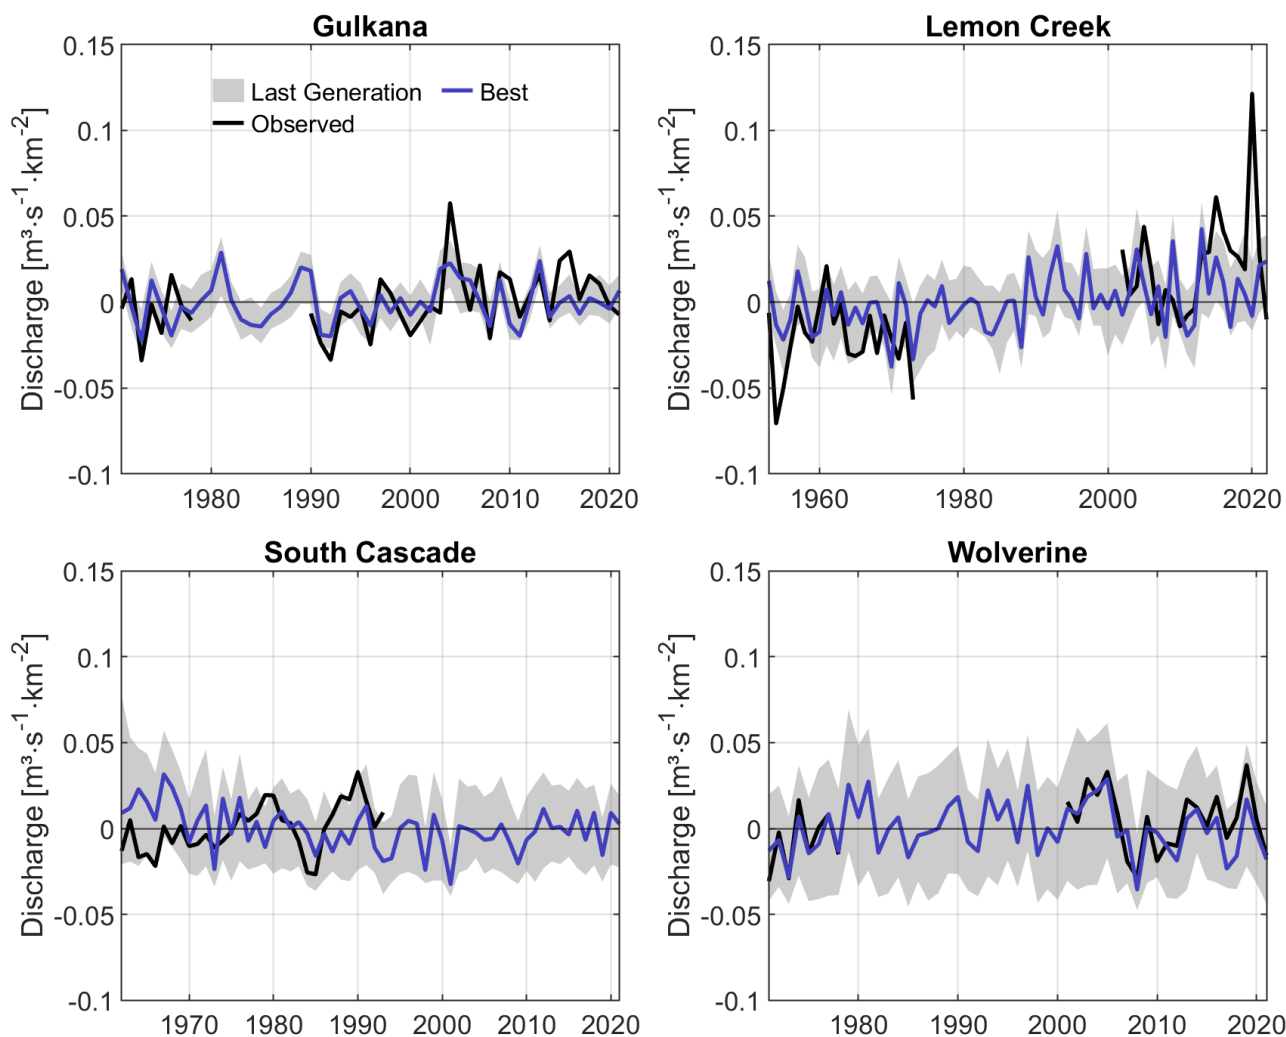 Gulkana
0.15
0.1
0.05
0
-0.05
-0.1
Discharge [m³·s⁻¹·km⁻²]
Last Generation
Best
Observed
1980 1990 2000 2010 2020
Lemon Creek
0.15
0.1
0.05
0
-0.05
-0.1
Discharge [m³·s⁻¹·km⁻²]
1960 1980 2000 2020
South Cascade
0.15
0.1
0.05
0
-0.05
-0.1
Discharge [m³·s⁻¹·km⁻²]
1970 1980 1990 2000 2010 2020
Wolverine
0.15
0.1
0.05
0
-0.05
-0.1
Discharge [m³·s⁻¹·km⁻²]
1980 1990 2000 2010 2020